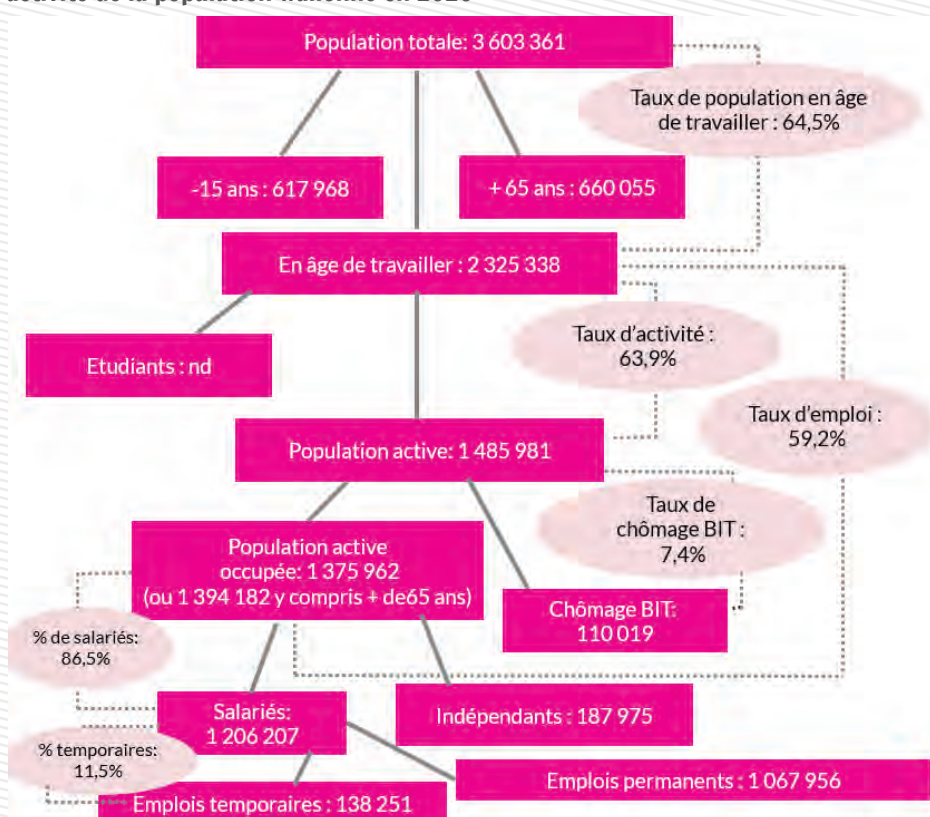 Population totale: 3 603 361
Taux de population en âge
de travailler : 64,5%
-15 ans : 617 968
+ 65 ans : 660 055
En âge de travailler : 2 325 338
Etudiants : nd
Taux d'activité :
63,9%
Taux d'emploi :
59,2%
Population active: 1 485 981
Taux de
chômage BIT :
7,4%
Population active
occupée: 1 375 962
(ou 1 394 182 y compris + de65 ans)
Chômage BIT:
110 019
% de salariés:
86,5%
Salariés:
1 206 207
Indépendants : 187 975
% temporaires:
11,5%
Emplois permanents : 1 067 956
Emplois temporaires : 138 251